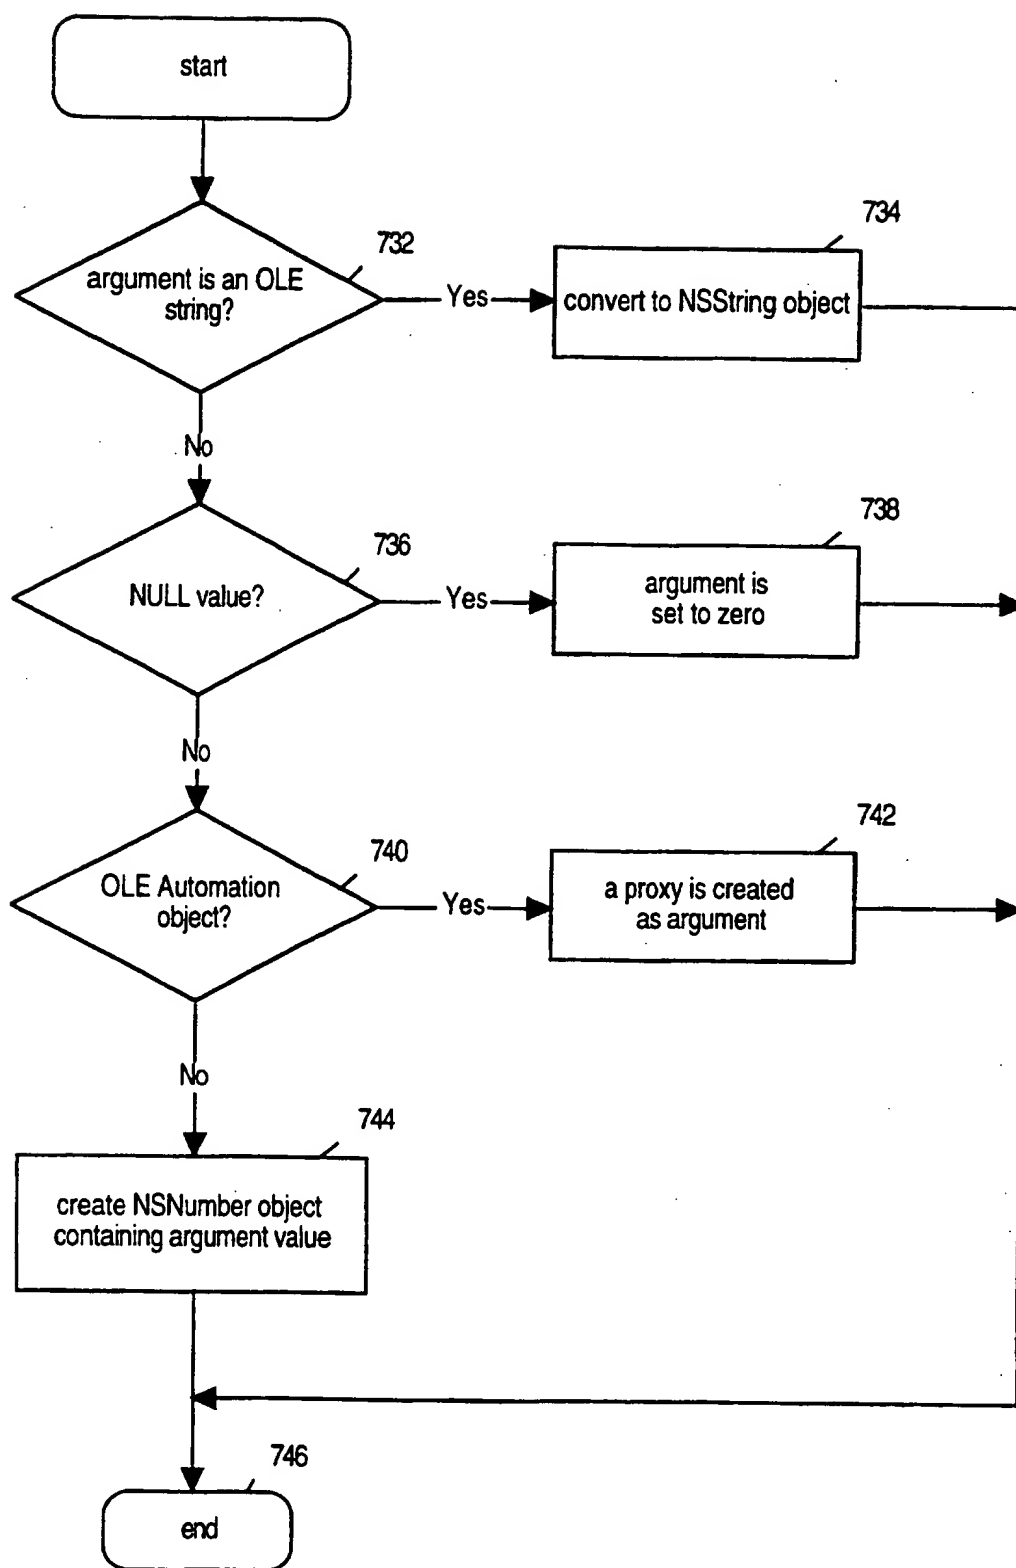 start
732
argument is an OLE
string?
Yes
734
convert to NSString object
No
736
NULL value?
Yes
738
argument is
set to zero
No
740
OLE Automation
object?
Yes
742
a proxy is created
as argument
No
744
create NSNumber object
containing argument value
746
end